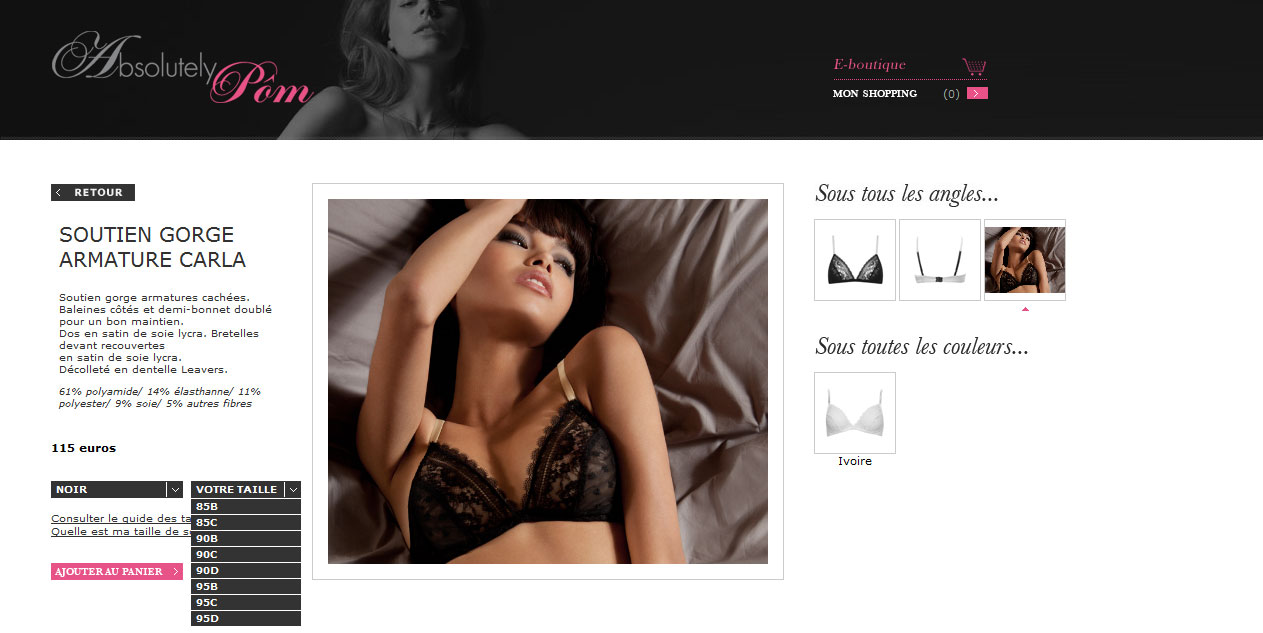 Absolutely
Pôm
E-boutique
MON SHOPPING (0)
RETOUR
SOUTIEN GORGE
ARMATURE CARLA
Soutien gorge armatures cachées.
Baleines côtés et demi-bonnet doublé
pour un bon maintien.
Dos en satin de soie lycra. Bretelles
devant recouvertes
en satin de soie lycra.
Décolleté en dentelle Leavers.
61% polyamide/ 14% élasthanne/ 11%
polyester/ 9% soie/ 5% autres fibres
115 euros
NOIR
Consulter le guide des
Quelle est ma taille de
AJOUTER AU PANIER
VOTRE TAILLE
85B
85C
90B
90C
90D
95B
95C
95D
Sous tous les angles...
Sous toutes les couleurs...
Ivoire